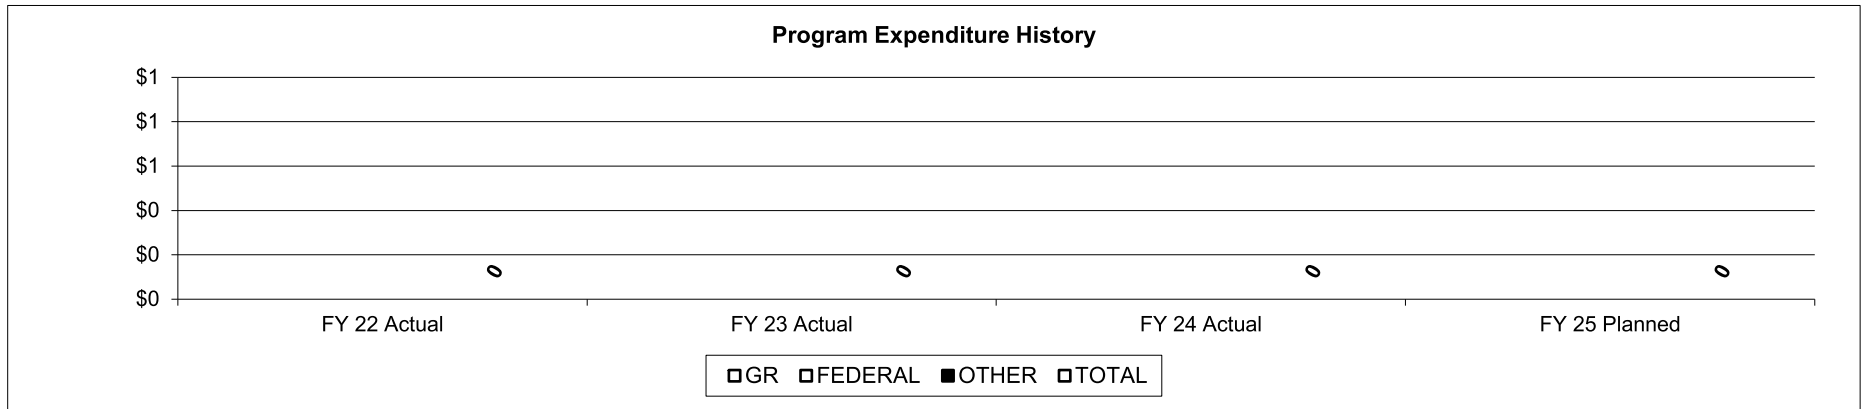 Program Expenditure History
$1
$1
$1
$0
$0
$0
0 0 0 0
FY 22 Actual FY 23 Actual FY 24 Actual FY 25 Planned
GR FEDERAL OTHER TOTAL